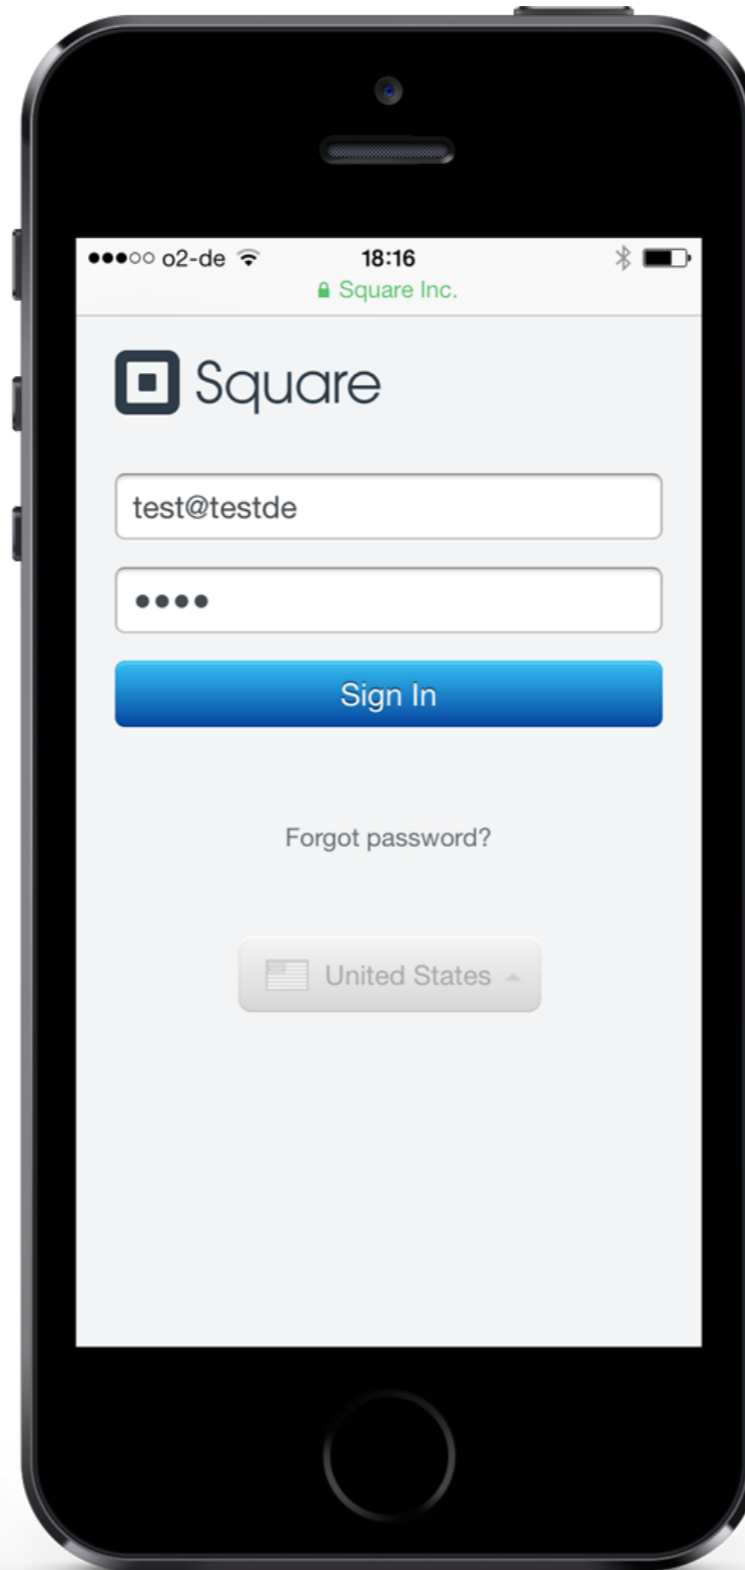 o2-de 18:16
Square Inc.
Square
test@testde
••••
Sign In
Forgot password?
United States